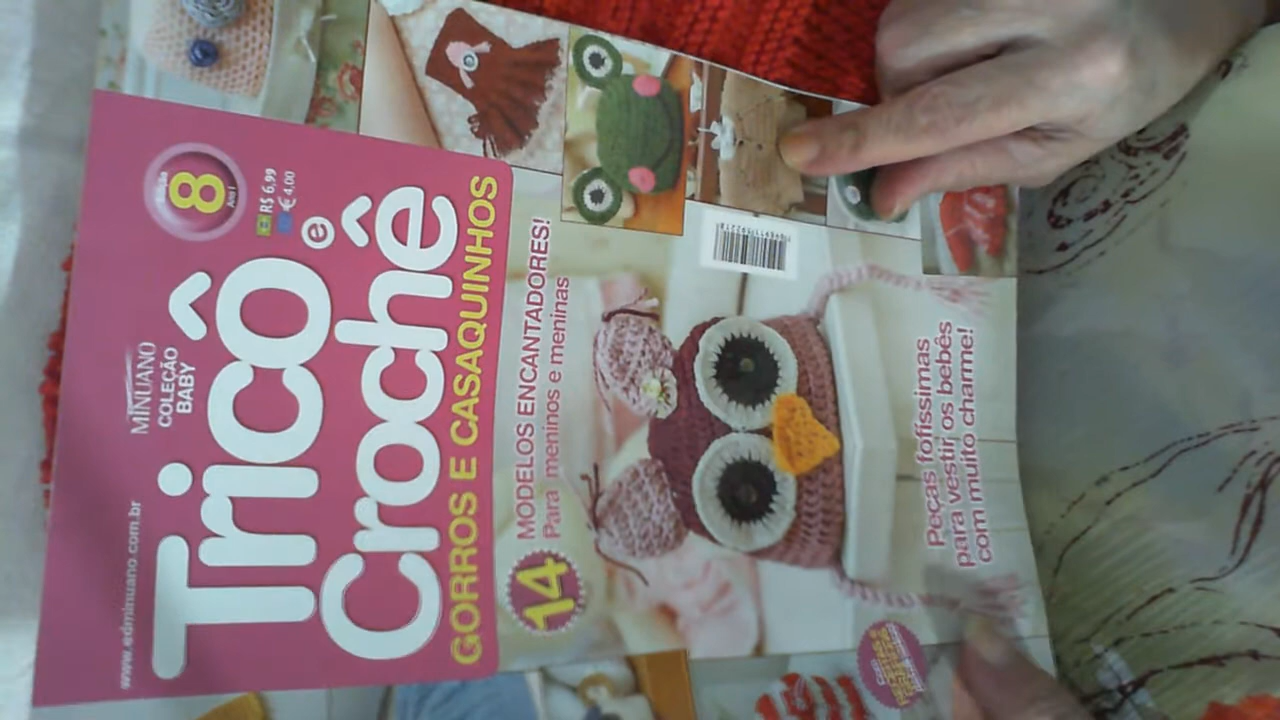 www.edminuano.com.br
MINUANO
COLEÇÃO
BABY
8
Ano I
R$ 6,99
€ 4,00
Tricô e
Crochê
GORROS E CASAQUINHOS
14 MODELOS ENCANTADORES!
Para meninos e meninas
Peças fofíssimas
para vestir os bebês
com muito charme!